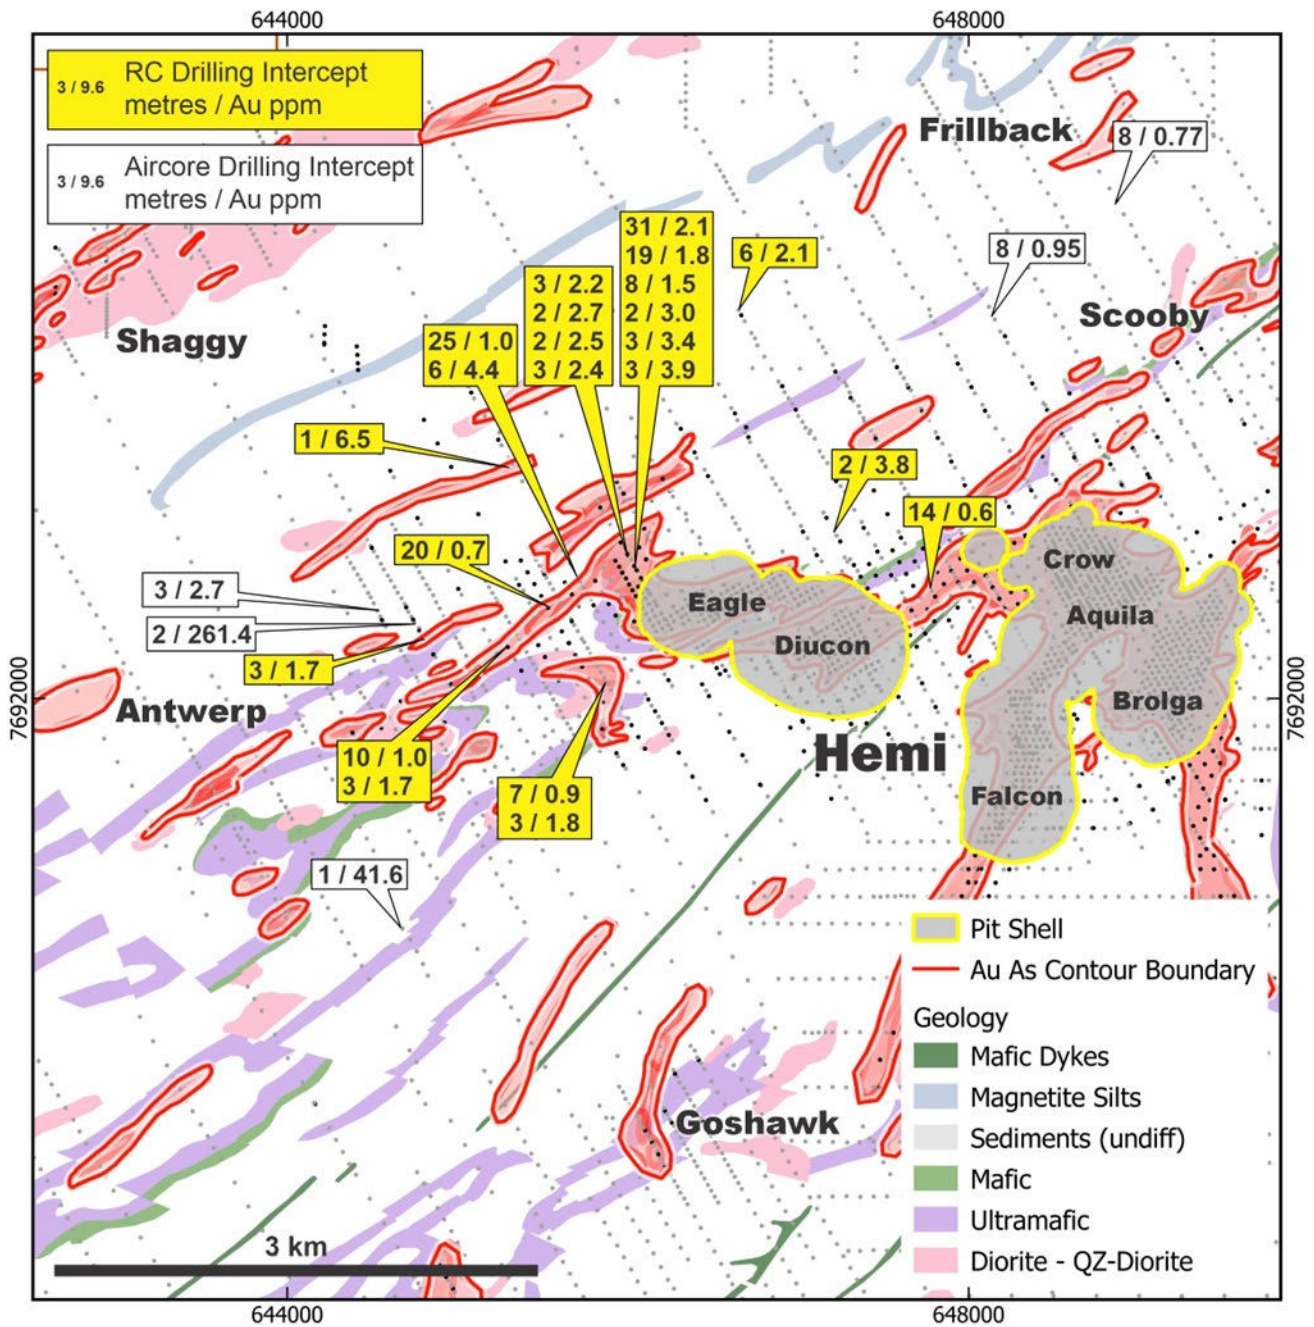 644000
648000
3 / 9.6
RC Drilling Intercept
metres / Au ppm
3 / 9.6
Aircore Drilling Intercept
metres / Au ppm
Frillback
8 / 0.77
31 / 2.1
19 / 1.8
8 / 1.5
2 / 3.0
3 / 3.4
3 / 3.9
6 / 2.1
8 / 0.95
3 / 2.2
2 / 2.7
2 / 2.5
3 / 2.4
Scooby
Shaggy
25 / 1.0
6 / 4.4
1 / 6.5
2 / 3.8
14 / 0.6
20 / 0.7
Crow
3 / 2.7
Eagle
Aquila
2 / 261.4
Diucon
3 / 1.7
7692000
7692000
Antwerp
Brolga
Hemi
10 / 1.0
3 / 1.7
7 / 0.9
3 / 1.8
Falcon
1 / 41.6
Pit Shell
Au As Contour Boundary
Geology
Mafic Dykes
Magnetite Silts
Sediments (undiff)
Mafic
Ultramafic
Diorite - QZ-Diorite
Goshawk
3 km
644000
648000